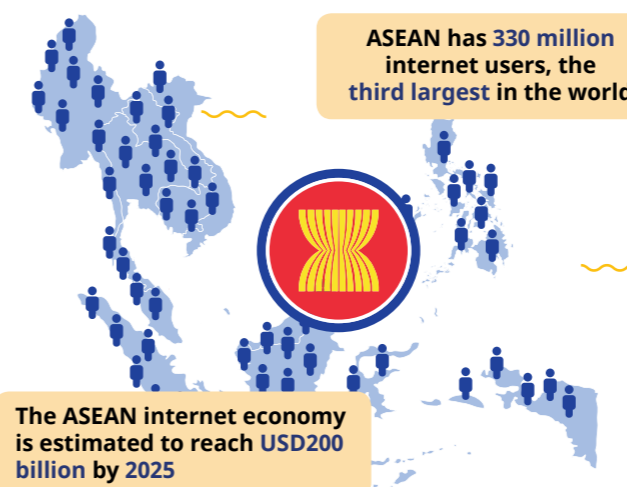 ASEAN has 330 million
internet users, the
third largest in the world
The ASEAN internet economy
is estimated to reach USD200
billion by 2025